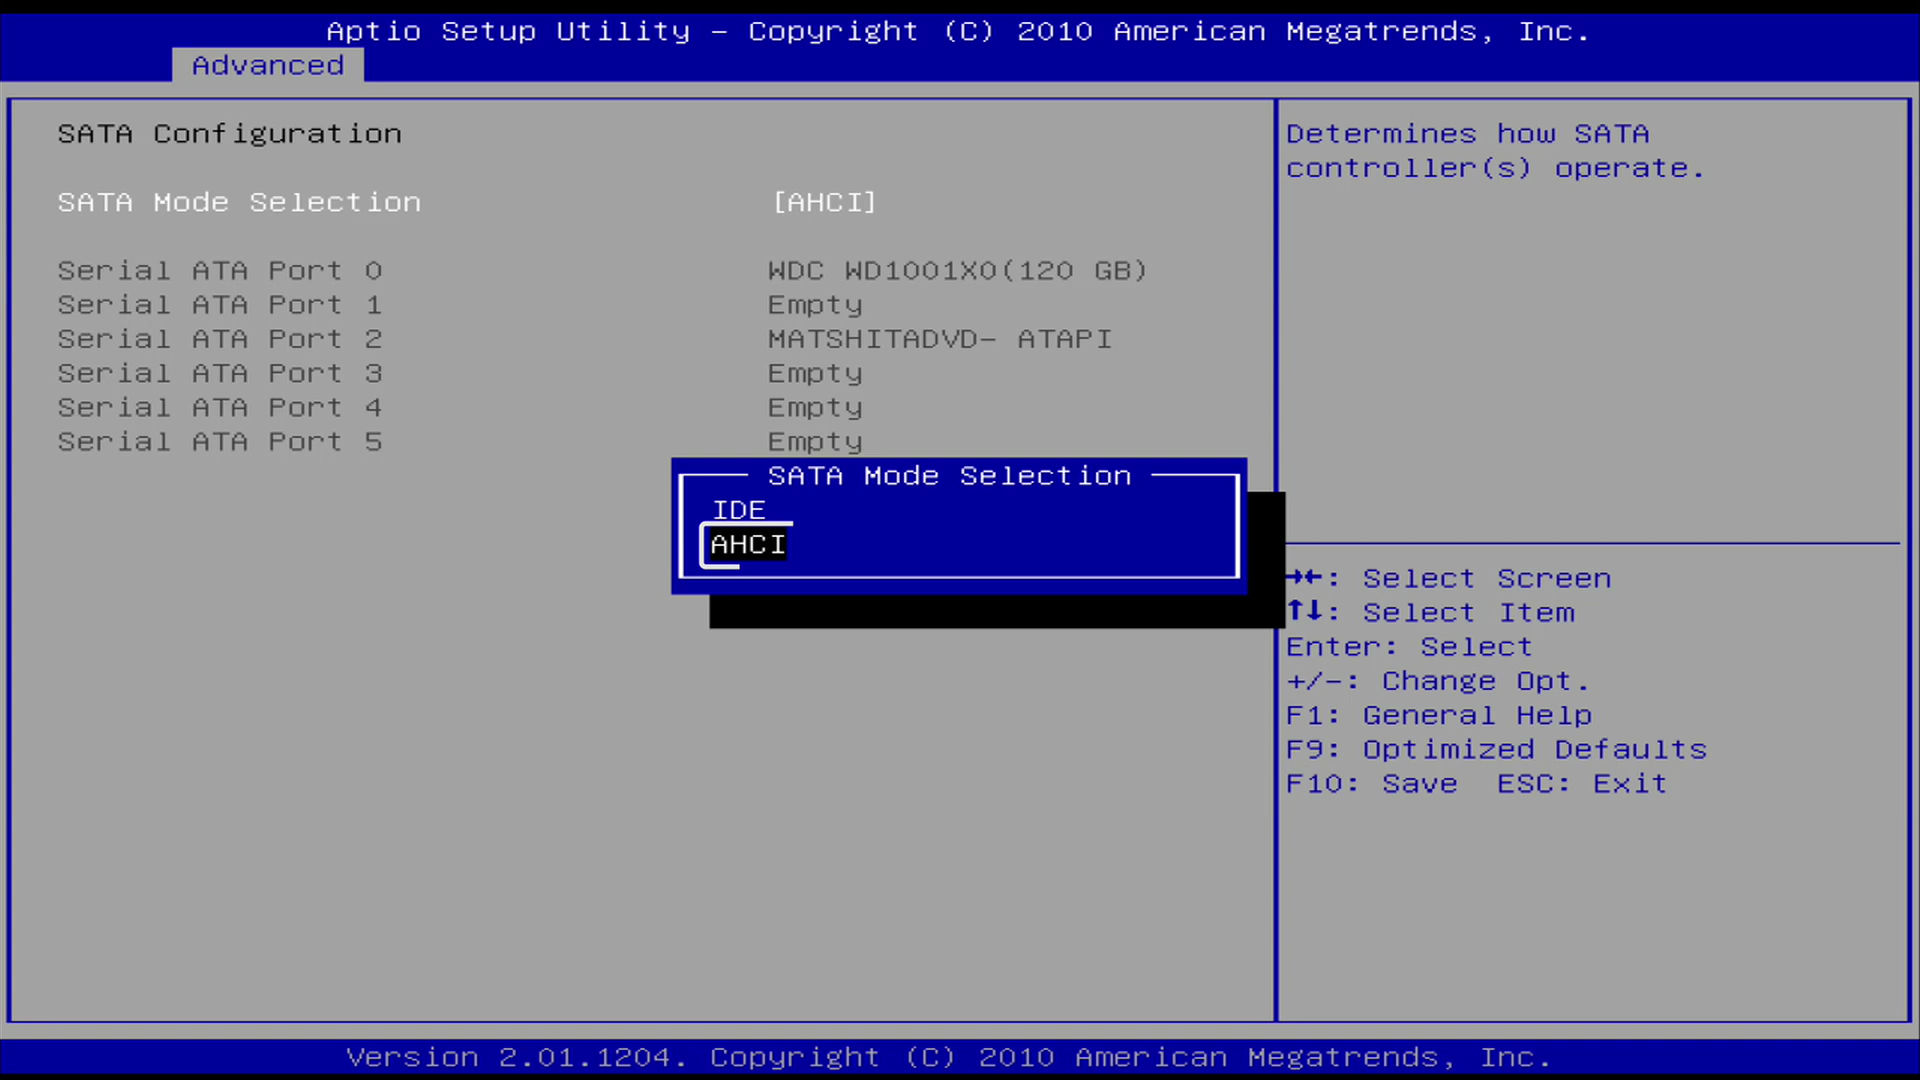 Aptio Setup Utility – Copyright (C) 2010 American Megatrends, Inc.
Advanced
SATA Configuration
SATA Mode Selection [AHCI]
Serial ATA Port 0 WDC WD1001X0(120 GB)
Serial ATA Port 1 Empty
Serial ATA Port 2 MATSHITADVD- ATAPI
Serial ATA Port 3 Empty
Serial ATA Port 4 Empty
Serial ATA Port 5 Empty
SATA Mode Selection
IDE
AHCI
Determines how SATA
controller(s) operate.
→←: Select Screen
↑↓: Select Item
Enter: Select
+/-: Change Opt.
F1: General Help
F9: Optimized Defaults
F10: Save ESC: Exit
Version 2.01.1204. Copyright (C) 2010 American Megatrends, Inc.